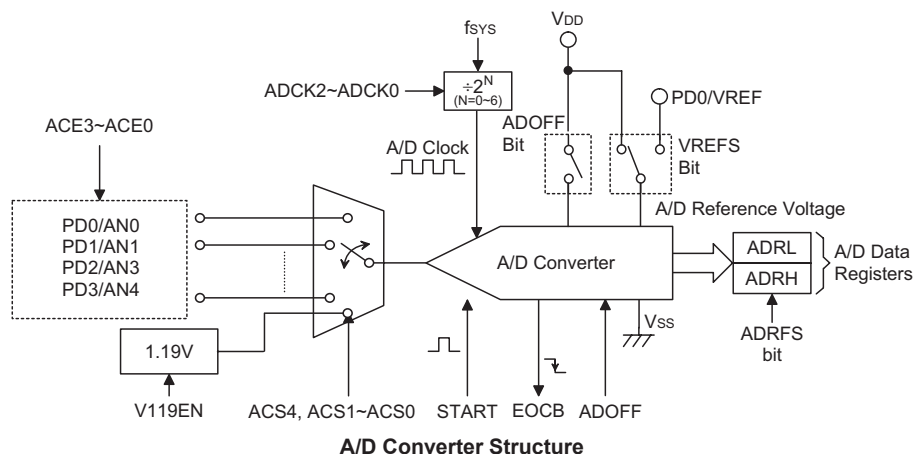 fSYS
VDD
ADCK2~ADCK0
÷2^N
(N=0~6)
PD0/VREF
ACE3~ACE0
A/D Clock
ADOFF
Bit
VREFS
Bit
A/D Reference Voltage
PD0/AN0
PD1/AN1
PD2/AN3
PD3/AN4
A/D Converter
ADRL
ADRH
A/D Data
Registers
1.19V
VSS
ADRFS
bit
V119EN
ACS4, ACS1~ACS0
START
EOCB
ADOFF
A/D Converter Structure